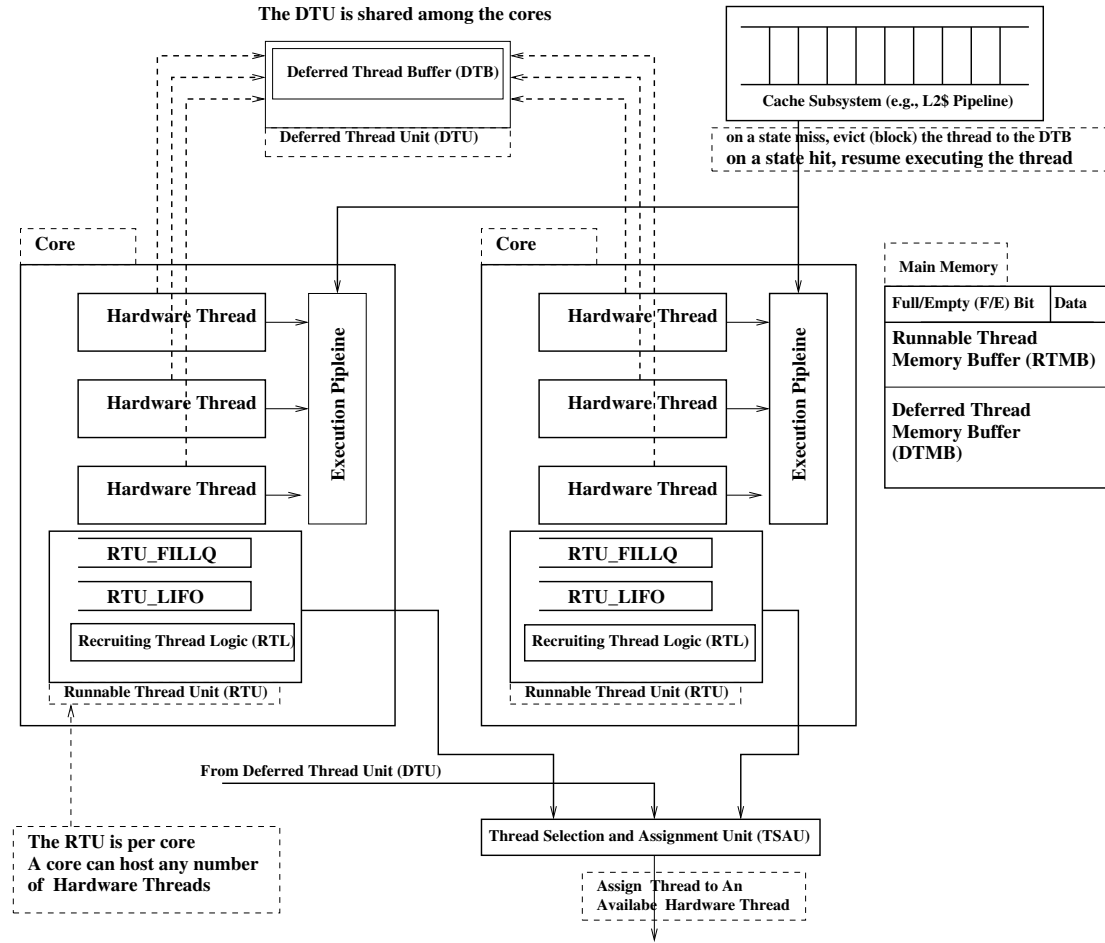 The DTU is shared among the cores
Deferred Thread Buffer (DTB)
Deferred Thread Unit (DTU)
Cache Subsystem (e.g., L2$ Pipeline)
on a state miss, evict (block) the thread to the DTB
on a state hit, resume executing the thread
Core
Hardware Thread
Hardware Thread
Hardware Thread
Execution Pipleine
RTU_FILLQ
RTU_LIFO
Recruiting Thread Logic (RTL)
Runnable Thread Unit (RTU)
Core
Hardware Thread
Hardware Thread
Hardware Thread
Execution Pipleine
RTU_FILLQ
RTU_LIFO
Recruiting Thread Logic (RTL)
Runnable Thread Unit (RTU)
Main Memory
Full/Empty (F/E) Bit Data
Runnable Thread
Memory Buffer (RTMB)
Deferred Thread
Memory Buffer
(DTMB)
From Deferred Thread Unit (DTU)
The RTU is per core
A core can host any number
of Hardware Threads
Thread Selection and Assignment Unit (TSAU)
Assign Thread to An
Availabe Hardware Thread